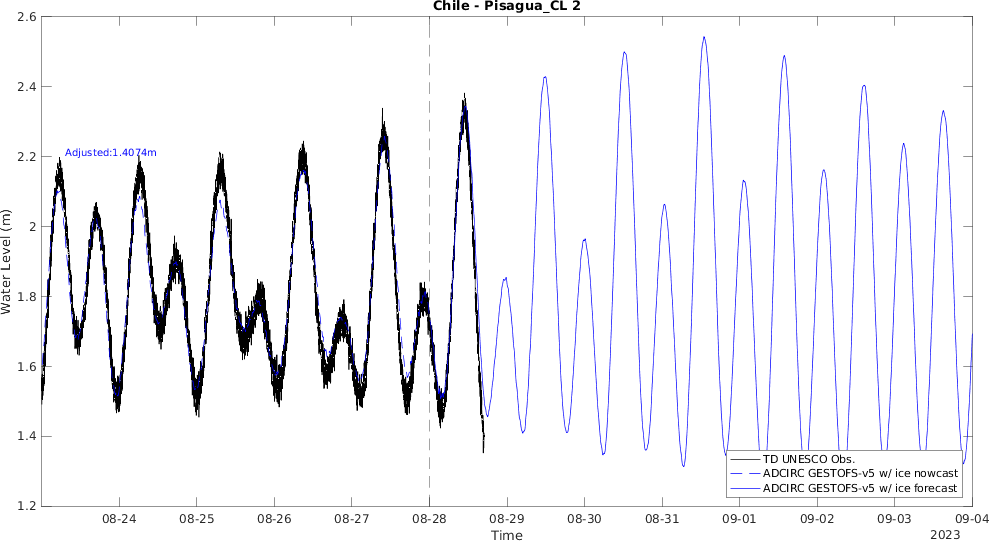 Chile - Pisagua_CL 2
2.6
2.4
2.2
2
1.8
1.6
1.4
1.2
Water Level (m)
Adjusted:1.4074m
TD UNESCO Obs.
ADCIRC GESTOFS-v5 w/ ice nowcast
ADCIRC GESTOFS-v5 w/ ice forecast
08-24 08-25 08-26 08-27 08-28 08-29 08-30 08-31 09-01 09-02 09-03 09-04
Time
2023